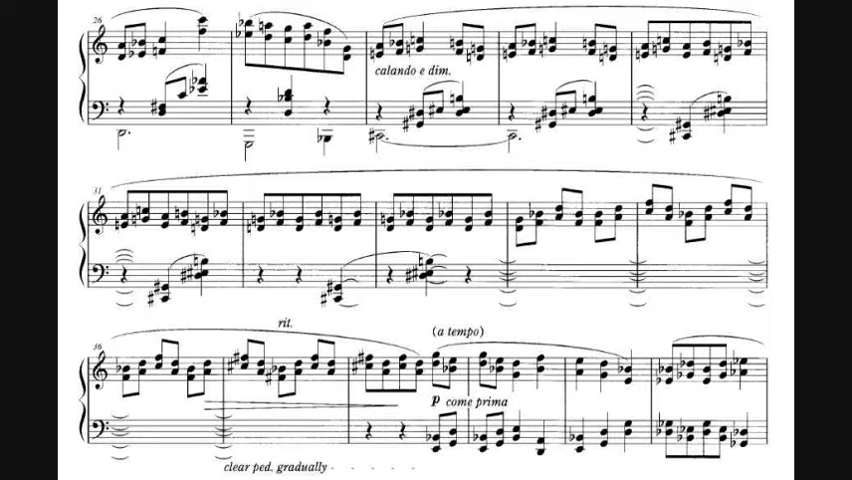 26
calando e dim.
31
rit.
36
(a tempo)
p come prima
clear ped. gradually - - - - -